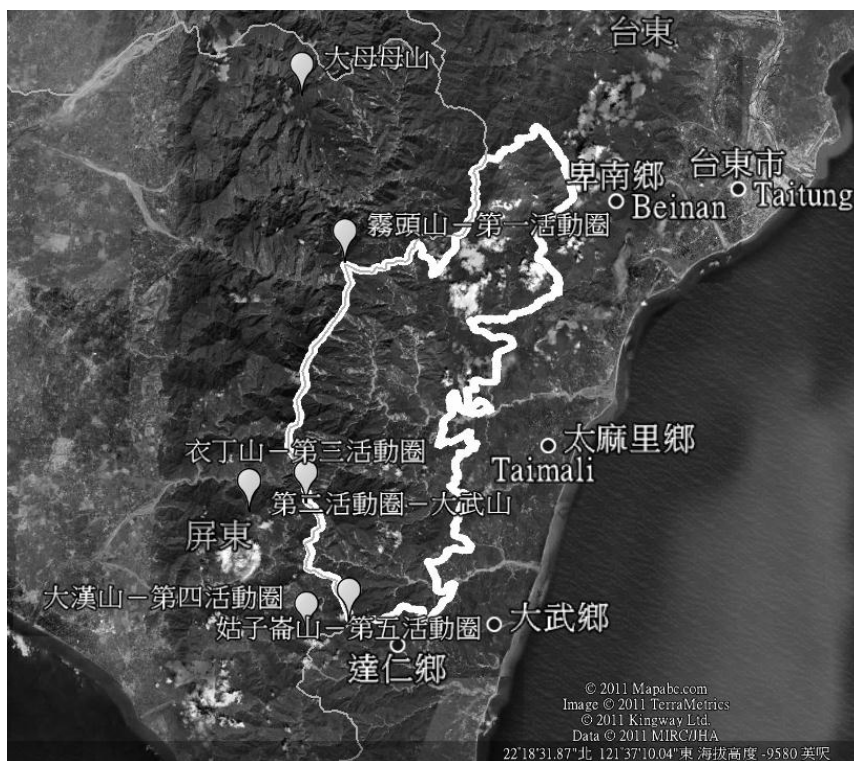 台東
大母母山
台東市
Taitung
卑南鄉
Beinan
霧頭山－第一活動圈
衣丁山－第三活動圈
太麻里鄉
Taimali
第二活動圈－大武山
屏東
大漢山－第四活動圈
姑子崙山－第五活動圈
大武鄉
達仁鄉
© 2011 Mapabc.com
Image © 2011 TerraMetrics
© 2011 Kingway Ltd.
Data © 2011 MIRC/JHA
22°18'31.87"北 121°37'10.04"東 海拔高度 -9580 英呎